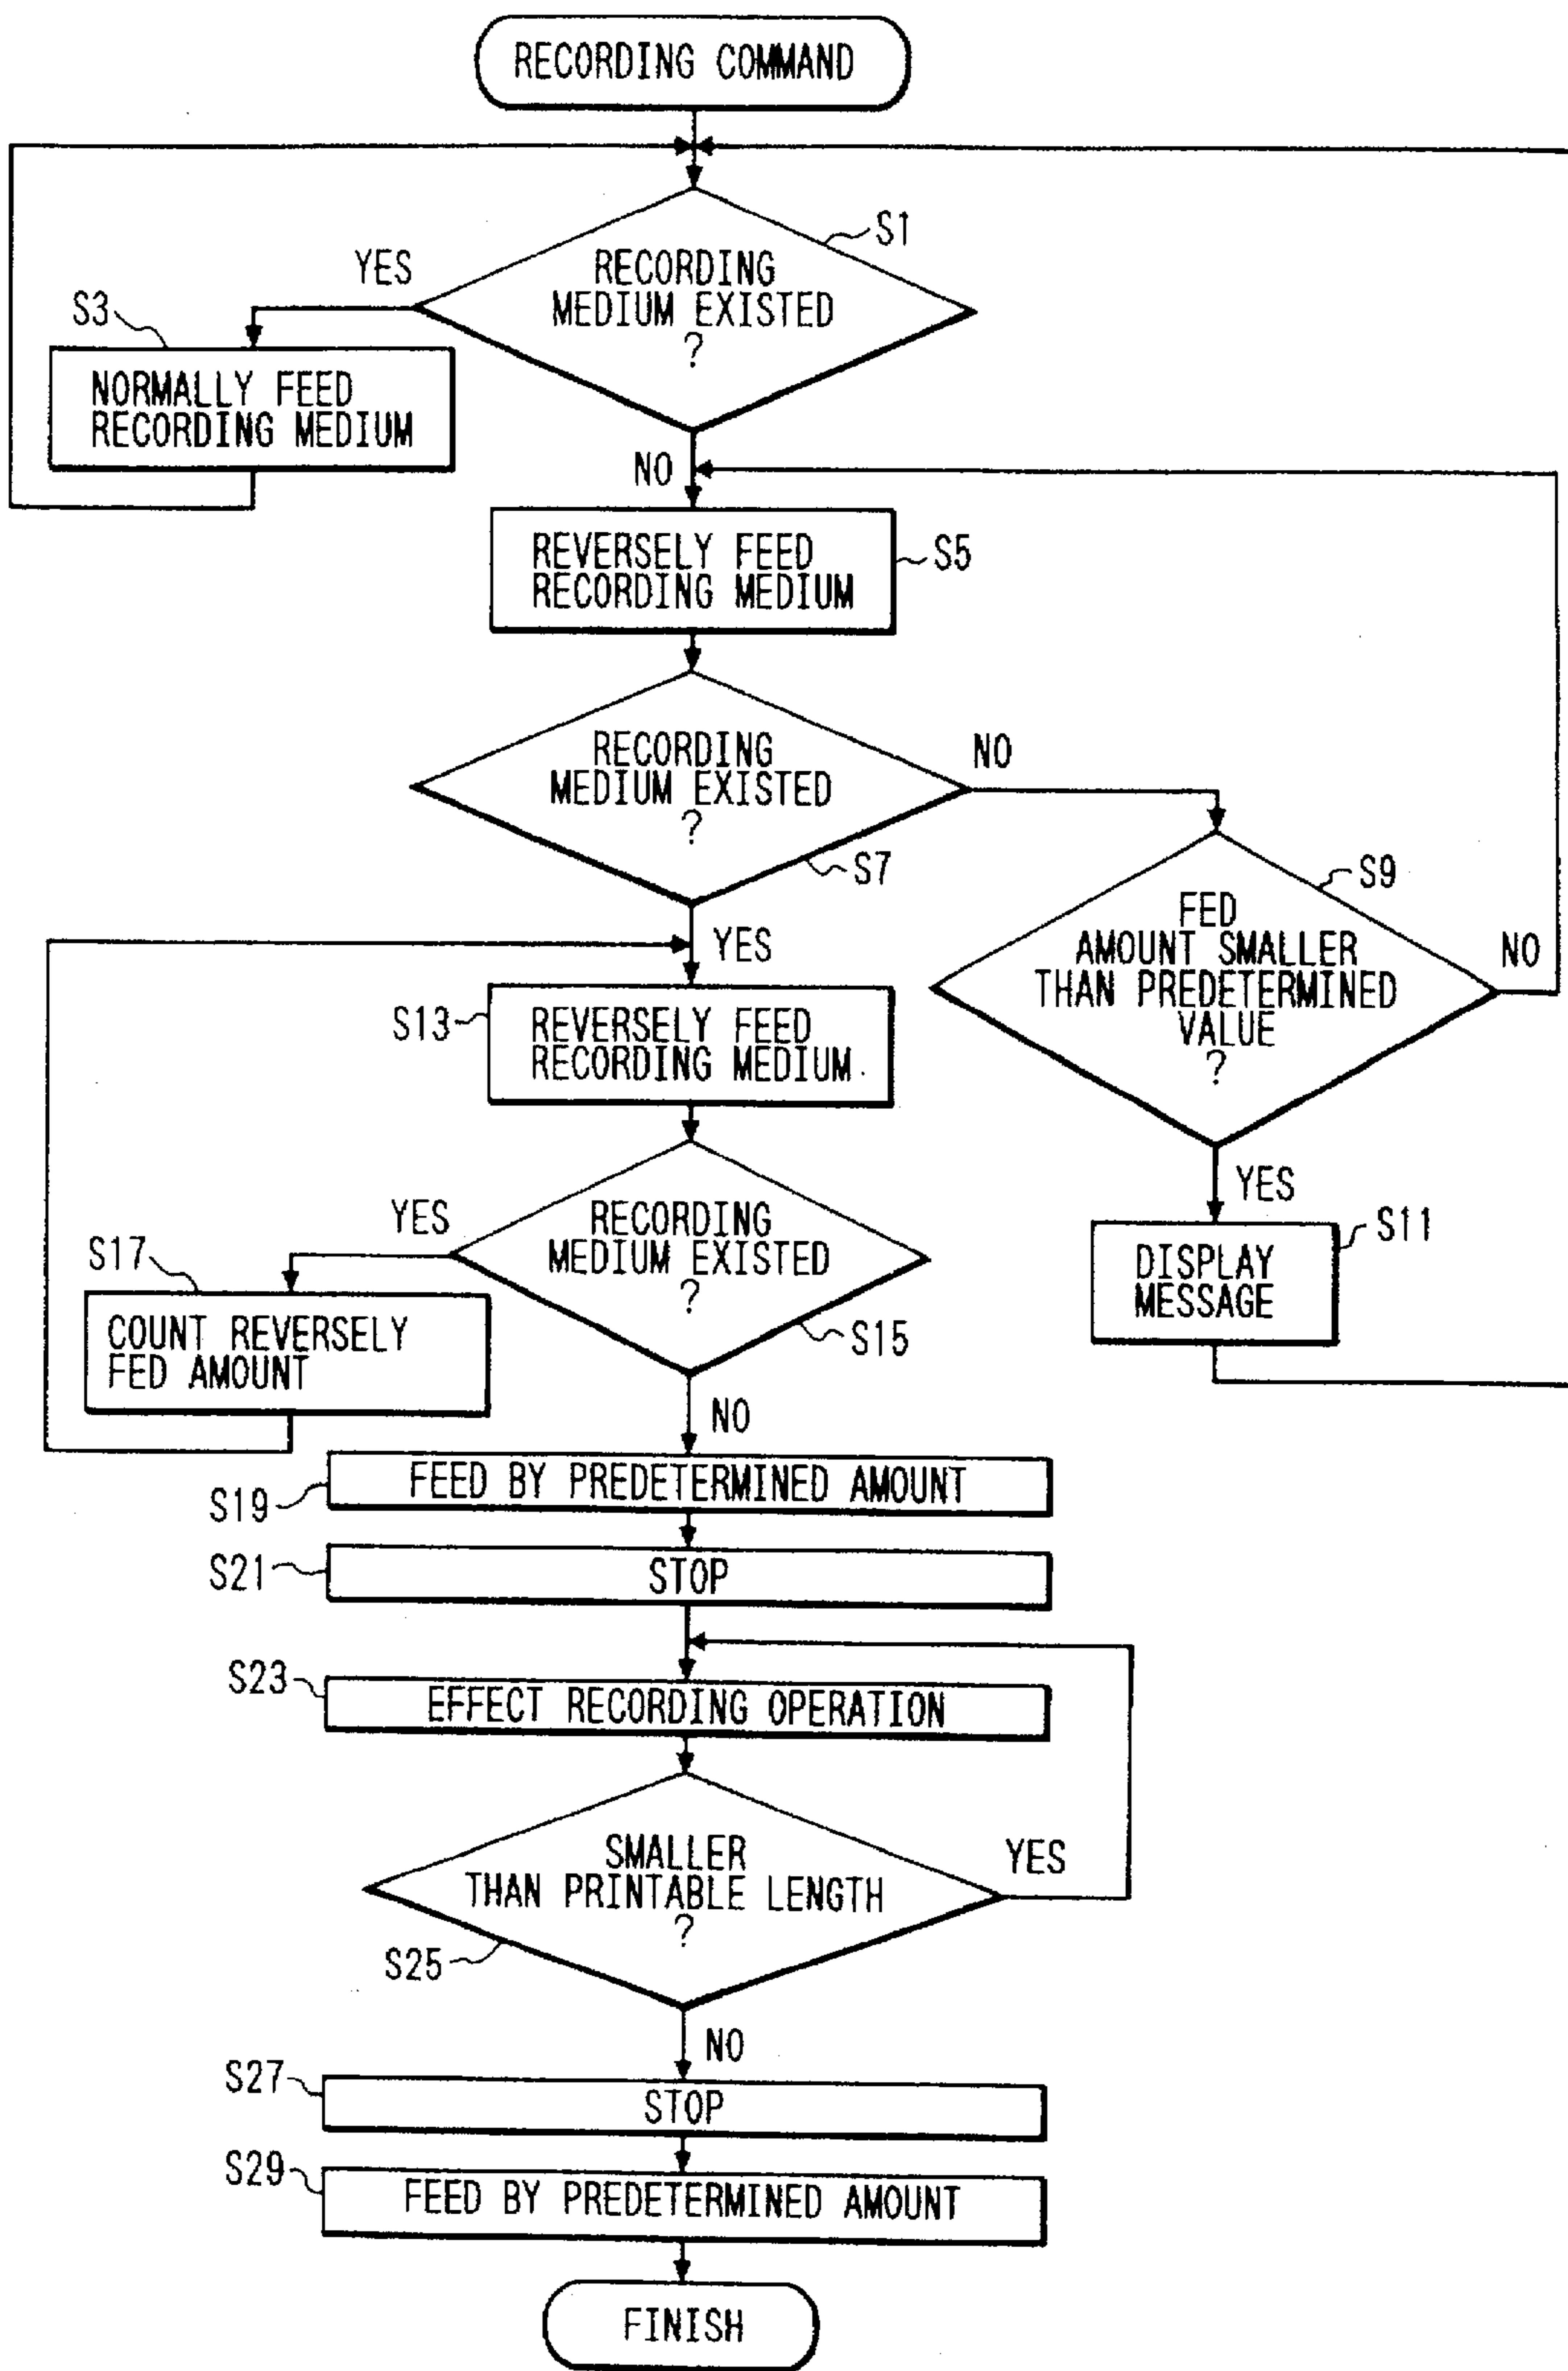 RECORDING COMMAND
S1
YES
RECORDING
MEDIUM EXISTED
?
S3
NORMALLY FEED
RECORDING MEDIUM
NO
REVERSELY FEED
RECORDING MEDIUM
S5
RECORDING
MEDIUM EXISTED
?
NO
S7
S9
FED
AMOUNT SMALLER
THAN PREDETERMINED
VALUE
?
NO
YES
S13
REVERSELY FEED
RECORDING MEDIUM
YES
S11
DISPLAY
MESSAGE
YES
RECORDING
MEDIUM EXISTED
?
S15
S17
COUNT REVERSELY
FED AMOUNT
NO
FEED BY PREDETERMINED AMOUNT
S19
S21
STOP
S23
EFFECT RECORDING OPERATION
SMALLER
THAN PRINTABLE LENGTH
?
YES
S25
NO
S27
STOP
S29
FEED BY PREDETERMINED AMOUNT
FINISH